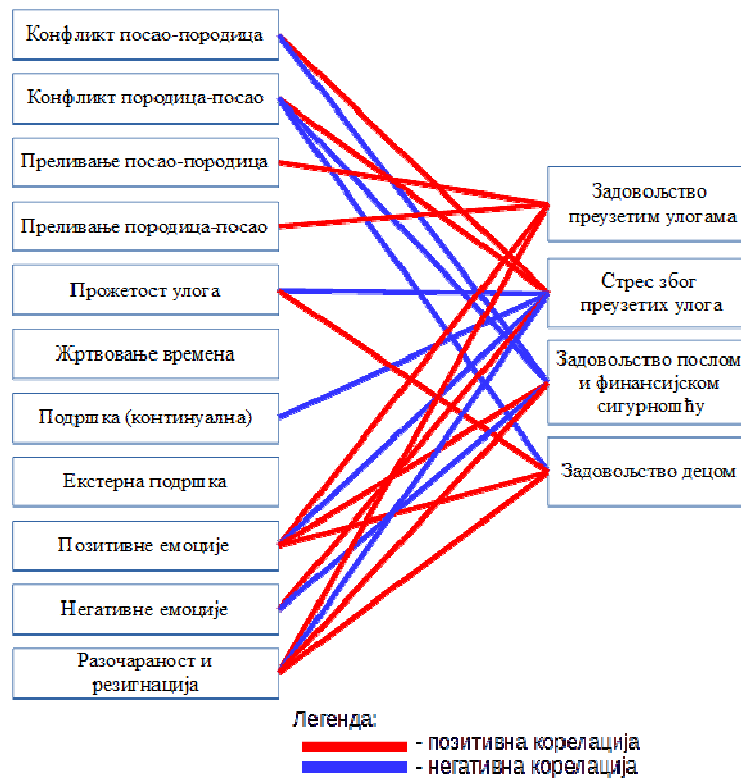 Конфликт посао-породица
Конфликт породица-посао
Преливање посао-породица
Преливање породица-посао
Прожетост улога
Жртвовање времена
Подршка (континуална)
Екстерна подршка
Позитивне емоције
Негативне емоције
Разочараност и
резигнација
Задовољство
преузетим улогама
Стрес због
преузетих улога
Задовољство послом
и финансијском
сигурношћу
Задовољство децом
Легенда:
- позитивна корелација
- негативна корелација